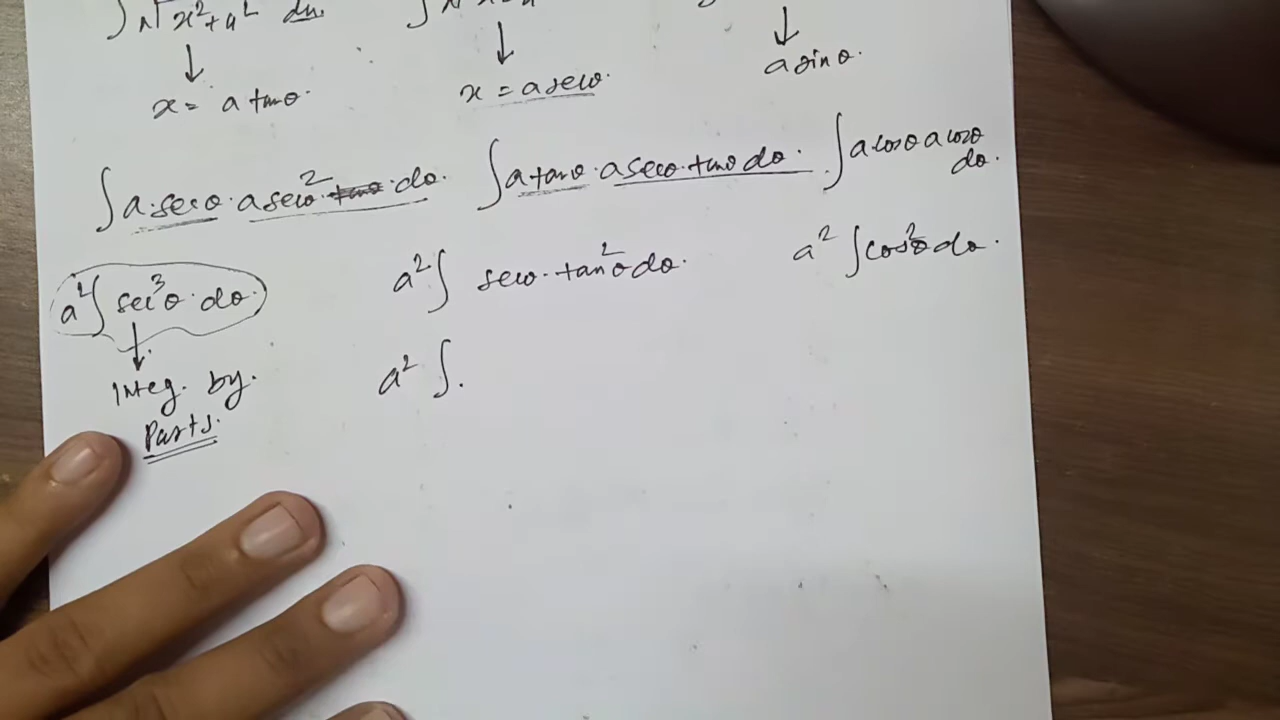 ∫√x²+a² dx.
x = a tanθ.
x = a secθ.
a sinθ.
∫a.secθ.a secθ².dθ.
∫a tanθ.a secθ.tanθ dθ.
∫a cosθ a cosθ
dθ.
a²∫sec³θ.dθ.
a²∫ secθ.tan²θ dθ.
a²∫cos²θ dθ.
Integ. by.
Parts.
a²∫.